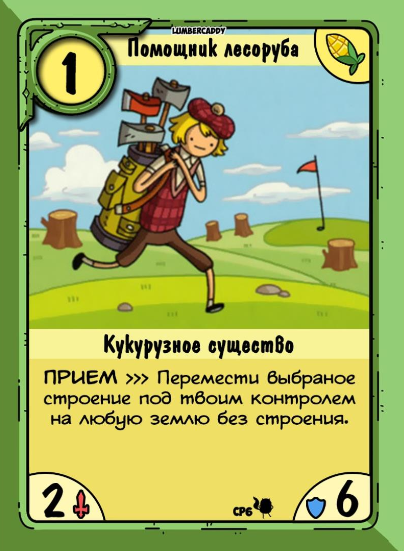 LUMBERCADDY
1
Помощник лесоруба
Кукурузное существо
ПРИЕМ >>> Перемести выбраное
строение под твоим контролем
на любую землю без строения.
2
СР6
6